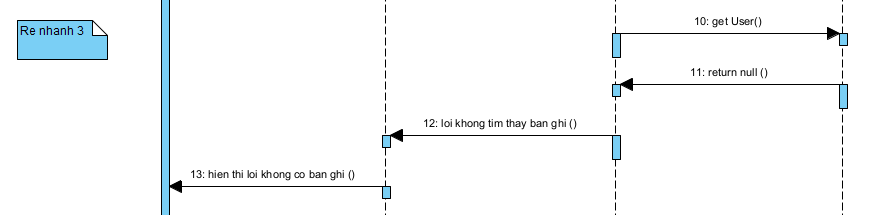 Re nhanh 3
10: get User()
11: return null ()
12: loi khong tim thay ban ghi ()
13: hien thi loi khong co ban ghi ()